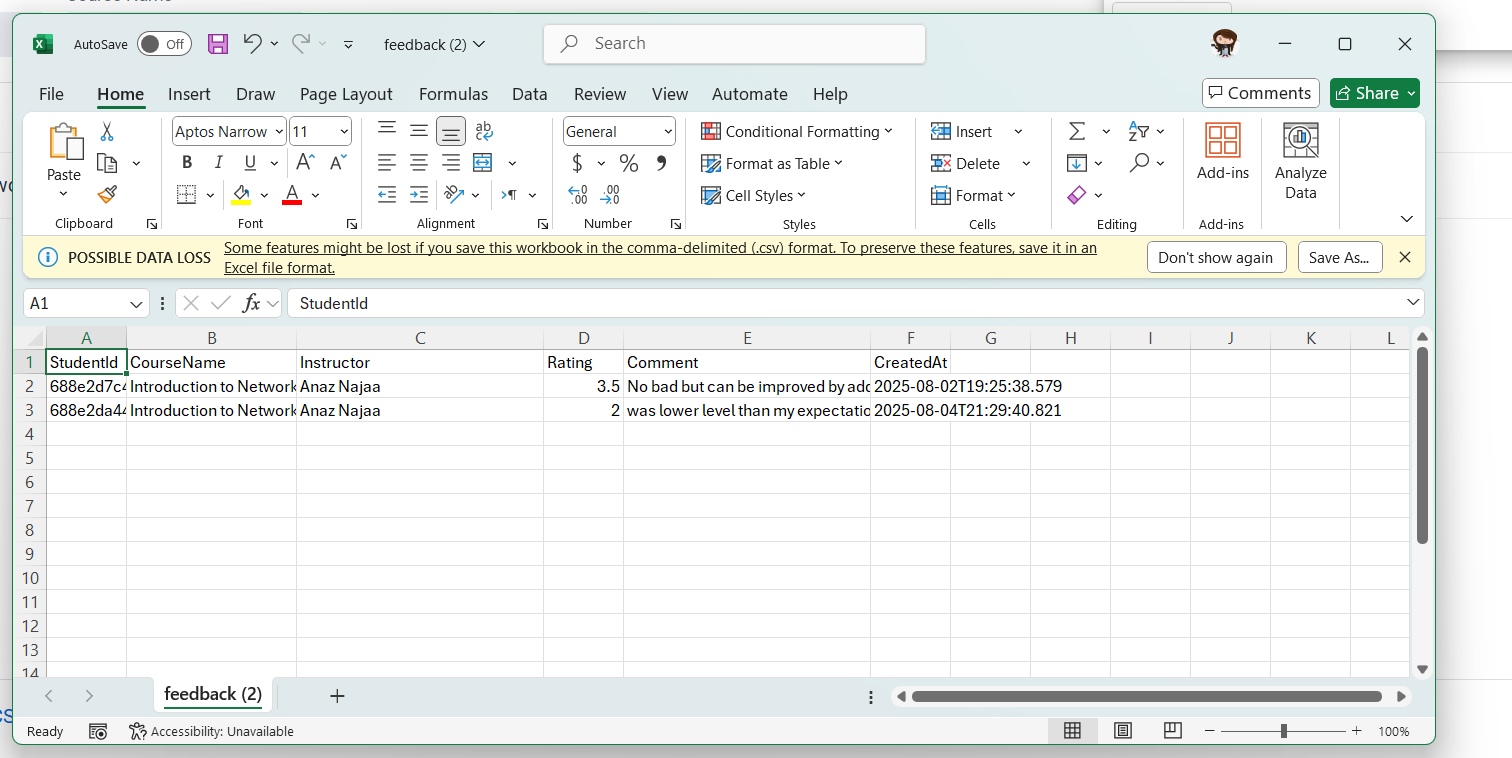 AutoSave Off feedback (2) Search
File Home Insert Draw Page Layout Formulas Data Review View Automate Help Comments Share
Paste
Clipboard
Aptos Narrow 11
B I U A A
A
Font
ab
Alignment
General
$ % 9
.00 .00
Number
Conditional Formatting
Format as Table
Cell Styles
Styles
Insert
Delete
Format
Cells
Editing
Add-ins
Add-ins
Analyze
Data
POSSIBLE DATA LOSS Some features might be lost if you save this workbook in the comma-delimited (.csv) format. To preserve these features, save it in an
Excel file format.
Don't show again Save As...
A1 fx StudentId
A B C D E F G H I J K L
1 StudentId CourseName Instructor Rating Comment CreatedAt
2 688e2d7c4 Introduction to Network Anaz Najaa 3.5 No bad but can be improved by add 2025-08-02T19:25:38.579
3 688e2da44 Introduction to Network Anaz Najaa 2 was lower level than my expectatio 2025-08-04T21:29:40.821
4
5
6
7
8
9
10
11
12
13
14
feedback (2)
Ready Accessibility: Unavailable 100%